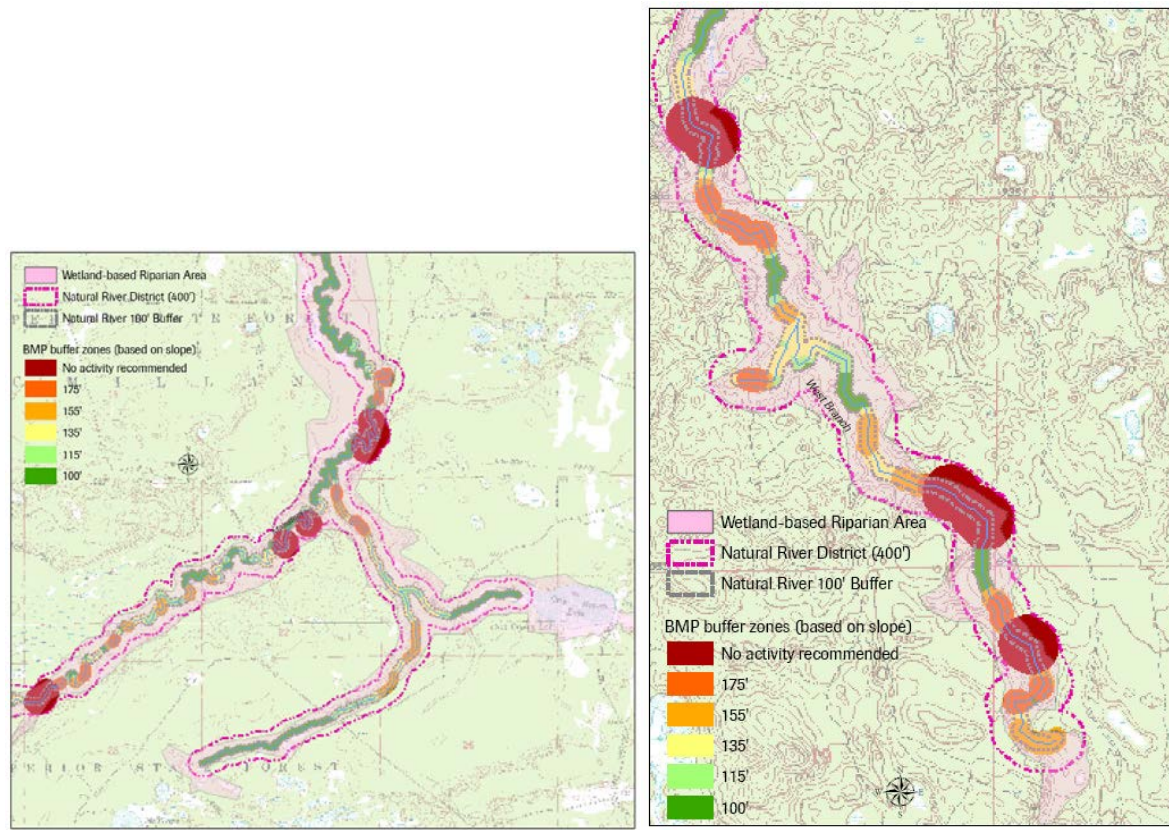 Wetland-based Riparian Area
Natural River District (400')
Natural River 100' Buffer
BMP buffer zones (based on slope)
No activity recommended
175'
155'
135'
115'
100'
West Branch
Wetland-based Riparian Area
Natural River District (400')
Natural River 100' Buffer
BMP buffer zones (based on slope)
No activity recommended
175'
155'
135'
115'
100'